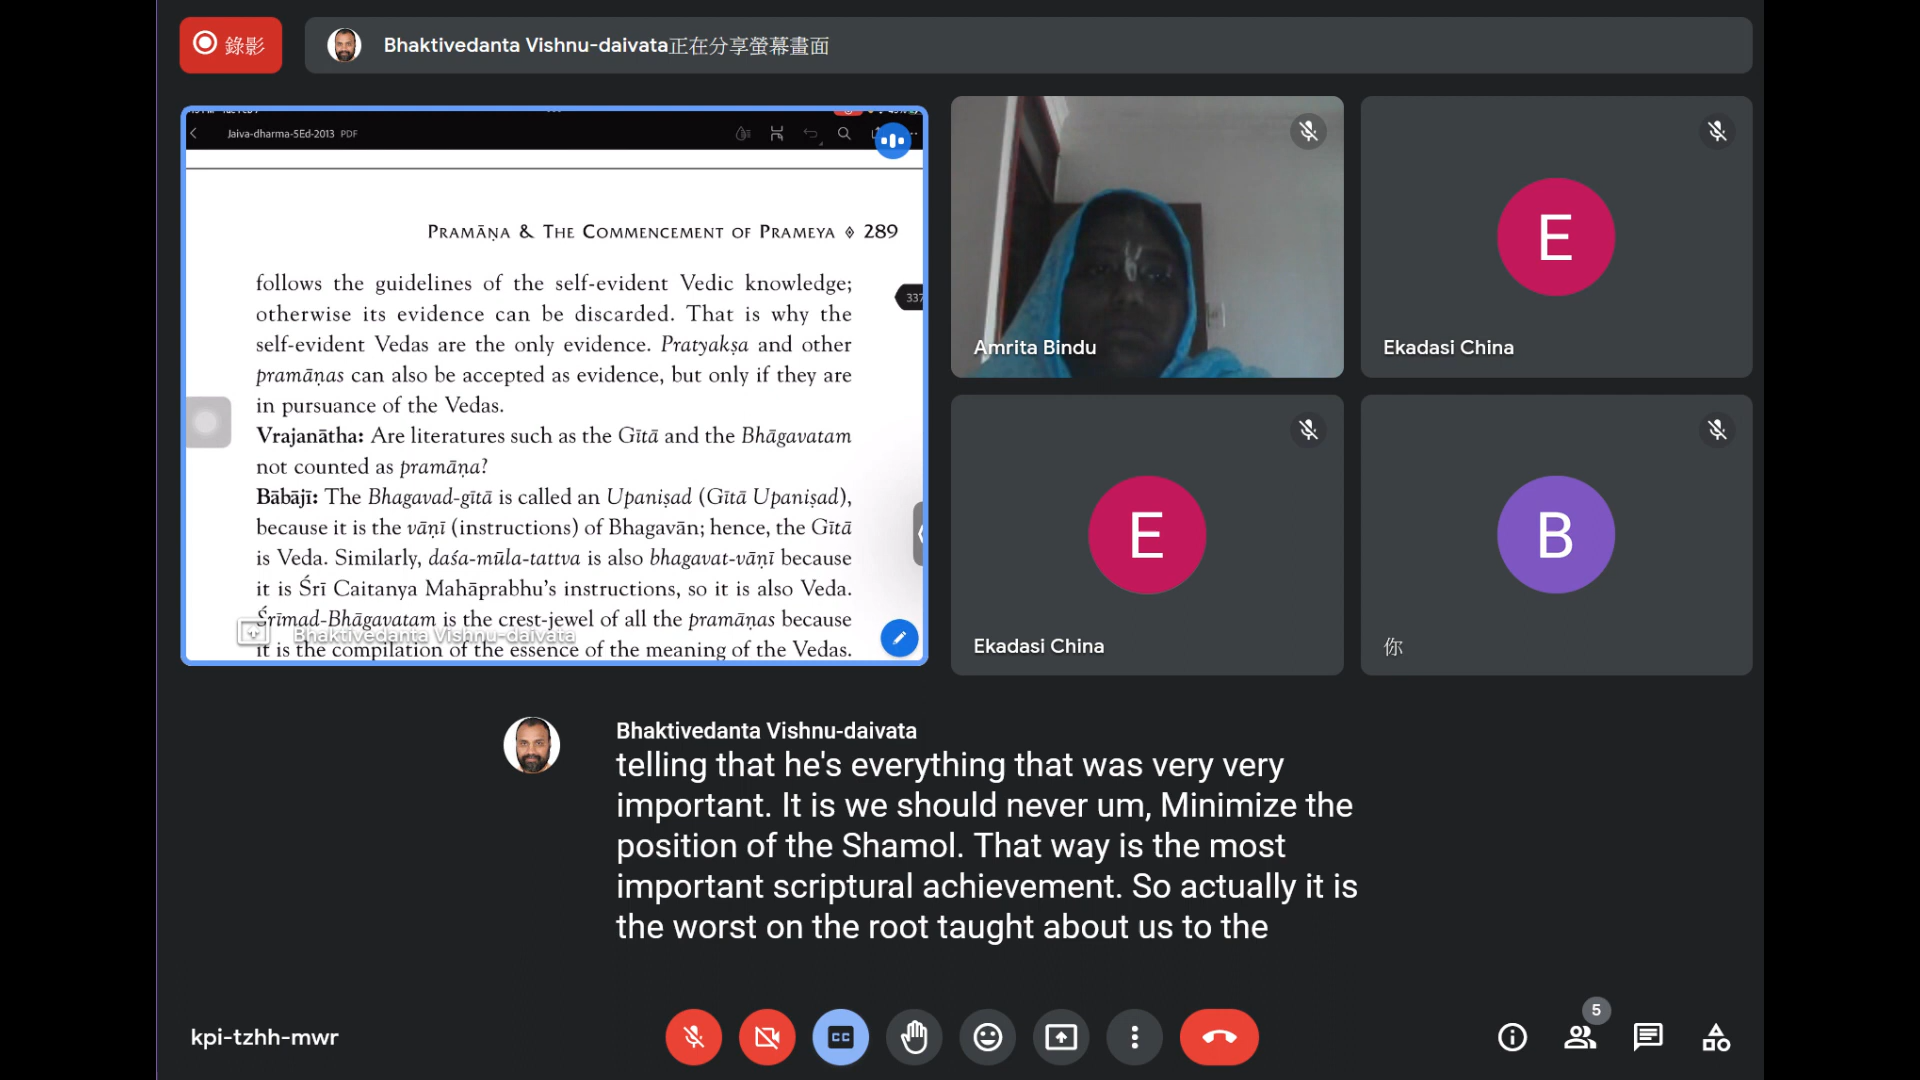 錄影
Bhaktivedanta Vishnu-daivata正在分享螢幕畫面
Jaiva-dharma-5Ed-2013 PDF
PRAMĀṆA & THE COMMENCEMENT OF PRAMEYA ⬨ 289
follows the guidelines of the self-evident Vedic knowledge;
otherwise its evidence can be discarded. That is why the
self-evident Vedas are the only evidence. Pratyakṣa and other
pramāṇas can also be accepted as evidence, but only if they are
in pursuance of the Vedas.
Vrajanātha: Are literatures such as the Gītā and the Bhāgavatam
not counted as pramāṇa?
Bābājī: The Bhagavad-gītā is called an Upaniṣad (Gītā Upaniṣad),
because it is the vāṇī (instructions) of Bhagavān; hence, the Gītā
is Veda. Similarly, daśa-mūla-tattva is also bhagavat-vāṇī because
it is Śrī Caitanya Mahāprabhu's instructions, so it is also Veda.
Śrīmad-Bhāgavatam is the crest-jewel of all the pramāṇas because
it is the compilation of the essence of the meaning of the Vedas.
337
Bhaktivedanta Vishnu-daivata
Amrita Bindu
E
Ekadasi China
E
Ekadasi China
B
你
Bhaktivedanta Vishnu-daivata
telling that he's everything that was very very
important. It is we should never um, Minimize the
position of the Shamol. That way is the most
important scriptural achievement. So actually it is
the worst on the root taught about us to the
kpi-tzhh-mwr
CC
5